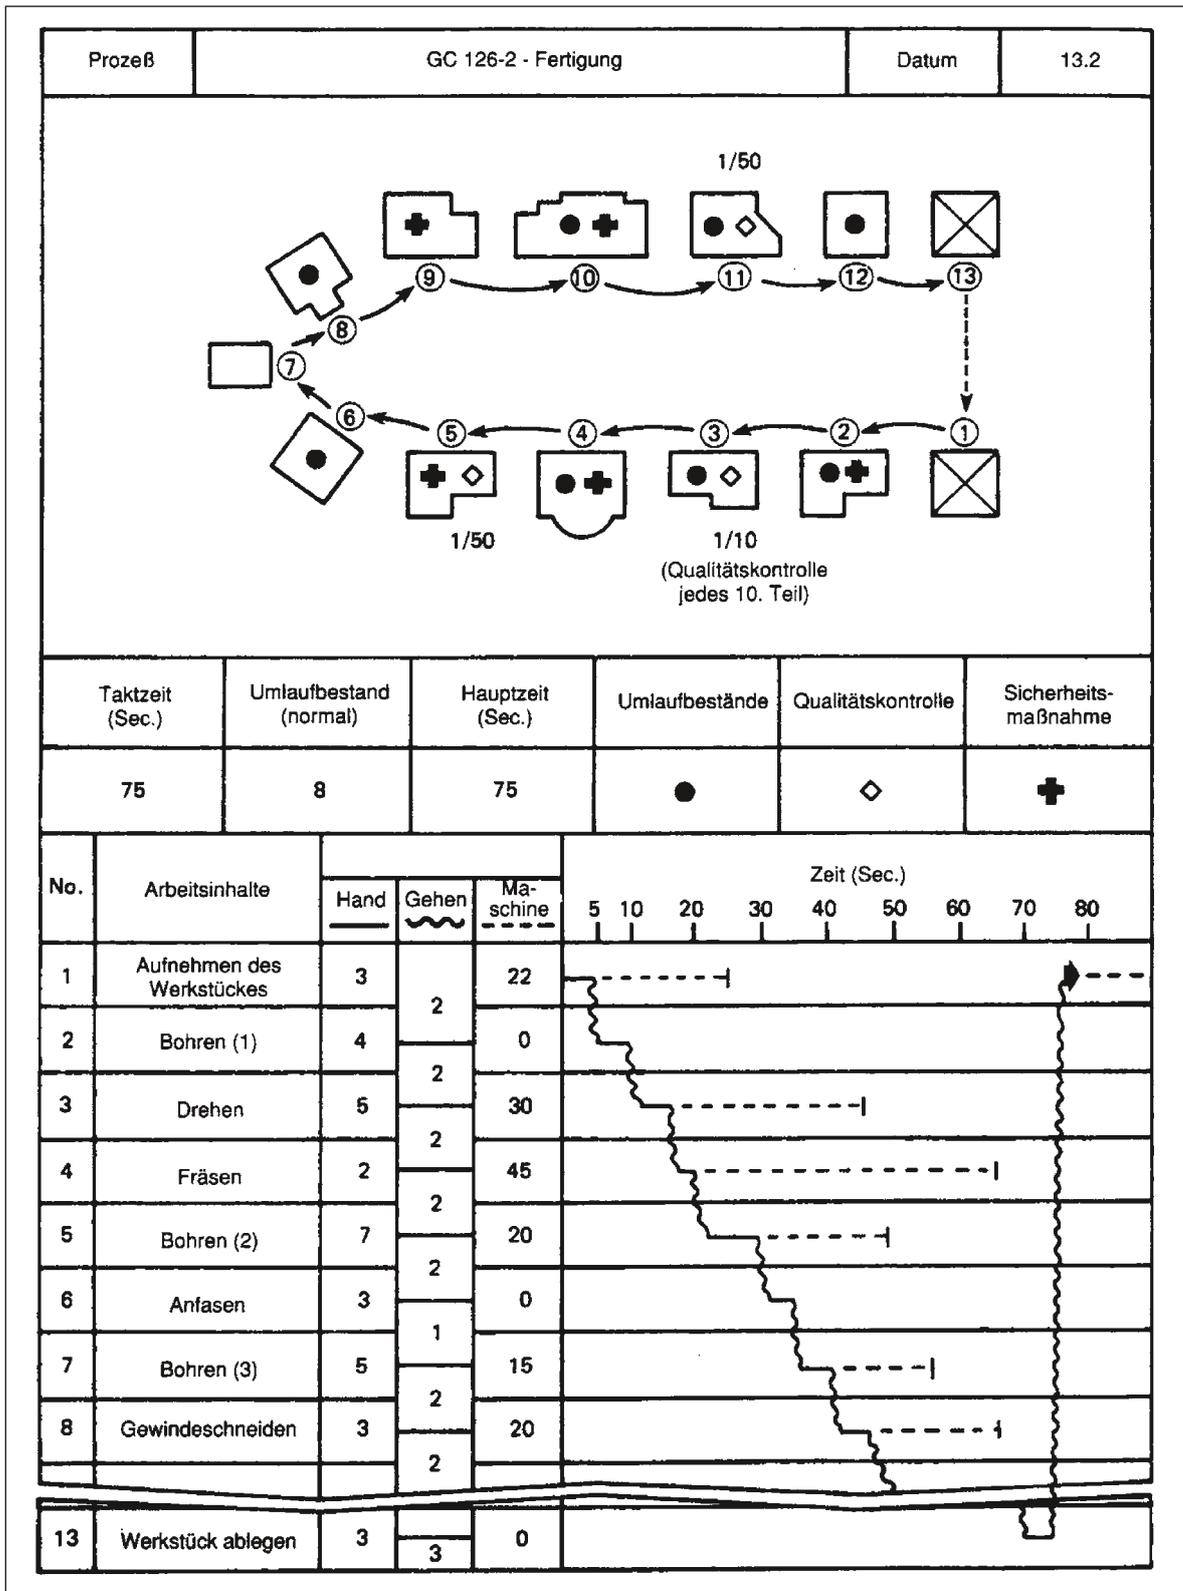 Prozeß GC 126-2 - Fertigung Datum 13.2
1/50
9 10 11 12 13
8
7
6
5 4 3 2 1
1/50 1/10
(Qualitätskontrolle
jedes 10. Teil)
Taktzeit (Sec.) Umlaufbestand (normal) Hauptzeit (Sec.) Umlaufbestände Qualitätskontrolle Sicherheits-
maßnahme
75 8 75
No. Arbeitsinhalte Hand Gehen Ma-
schine Zeit (Sec.)
5 10 20 30 40 50 60 70 80
1 Aufnehmen des
Werkstückes 3 22
2
2 Bohren (1) 4 0
2
3 Drehen 5 30
2
4 Fräsen 2 45
2
5 Bohren (2) 7 20
2
6 Anfasen 3 0
1
7 Bohren (3) 5 15
2
8 Gewindeschneiden 3 20
2
13 Werkstück ablegen 3 0
3